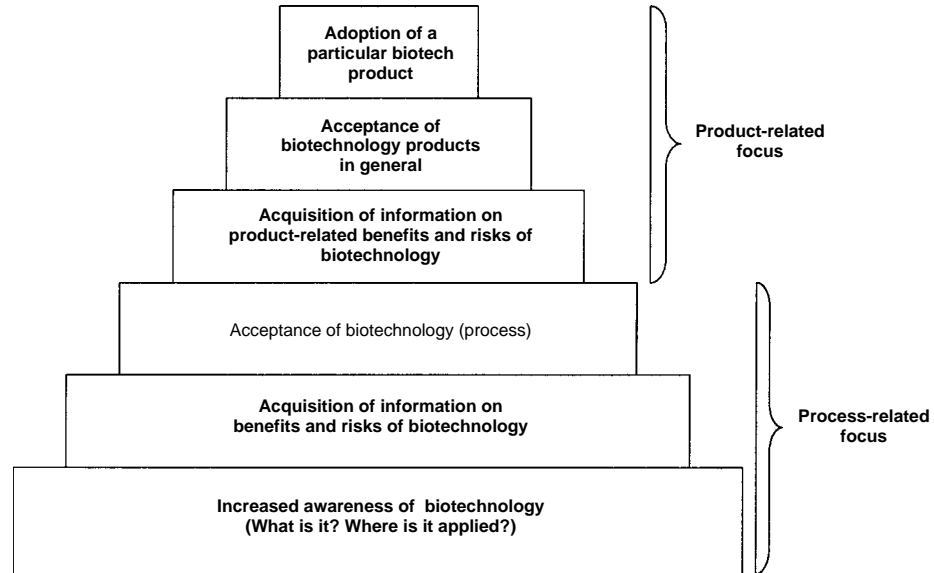 Adoption of a
particular biotech
product
Acceptance of
biotechnology products
in general
Product-related
focus
Acquisition of information on
product-related benefits and risks of
biotechnology
Acceptance of biotechnology (process)
Acquisition of information on
benefits and risks of biotechnology
Process-related
focus
Increased awareness of biotechnology
(What is it? Where is it applied?)